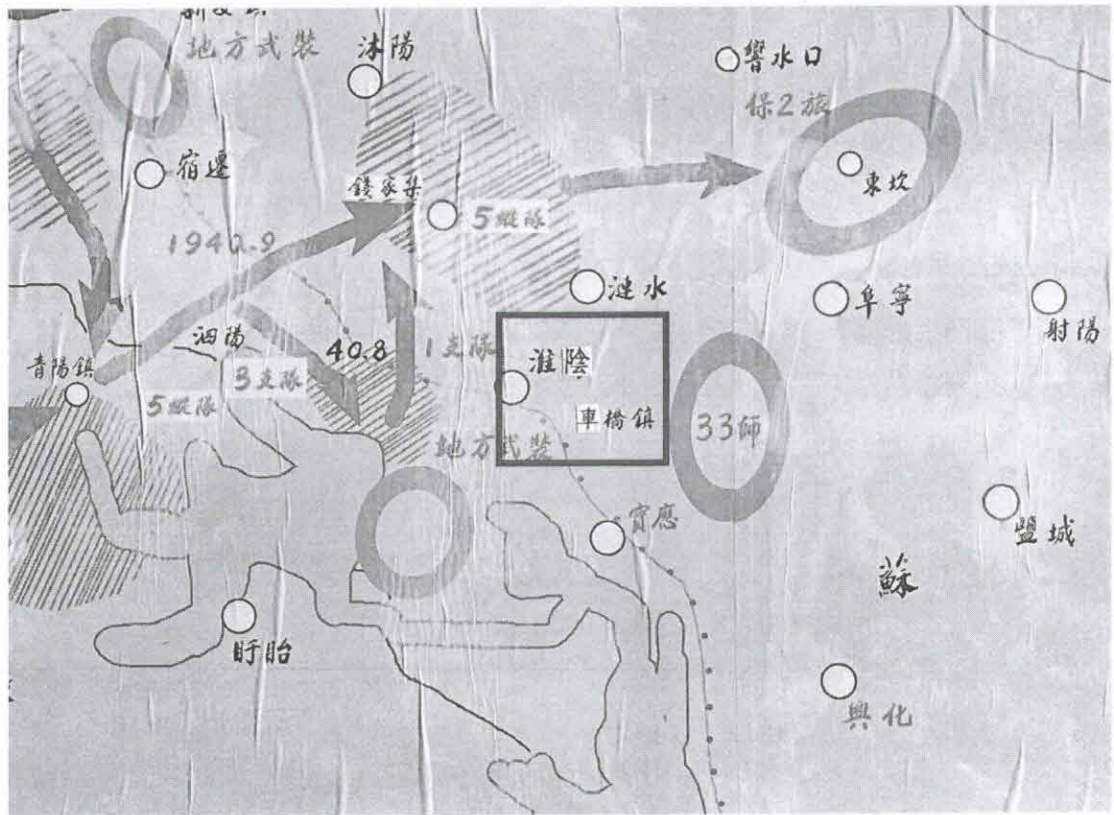 地方武裝
沐陽
響水口
保2旅
宿遷
錢家集
東坎
5縱隊
1940.9
漣水
阜寧
射陽
泗陽
40.8
1支隊
淮陰
青陽鎮
3支隊
5縱隊
車橋鎮
33師
地方武裝
寶應
鹽城
蘇
盱眙
興化